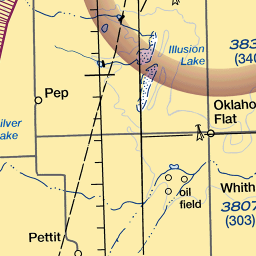 Illusion
Lake
383
(340
Pep
Oklaho
Flat
ilver
ake
oil
field
Whith
3807
(303)
Pettit